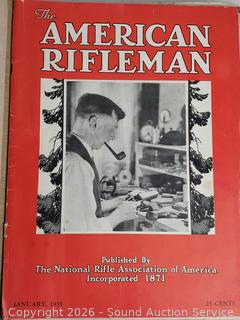 The
AMERICAN
RIFLEMAN
Published By
The National Rifle Association of America
Incorporated 1871
JANUARY, 1935
25 CENTS
Copyright 2026 - Sound Auction Service